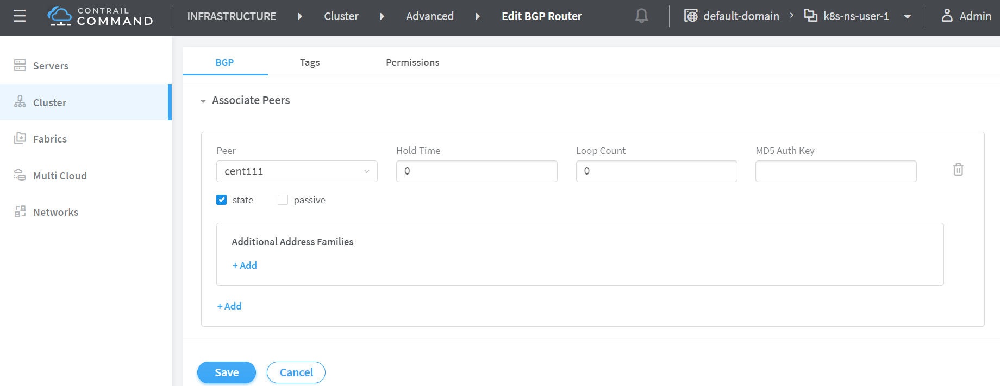 CONTRAIL
COMMAND
INFRASTRUCTURE
Cluster
Advanced
Edit BGP Router
default-domain
k8s-ns-user-1
Admin
Servers
Cluster
Fabrics
Multi Cloud
Networks
BGP
Tags
Permissions
Associate Peers
Peer
Hold Time
Loop Count
MD5 Auth Key
cent111
0
0
state
passive
Additional Address Families
+ Add
+ Add
Save
Cancel